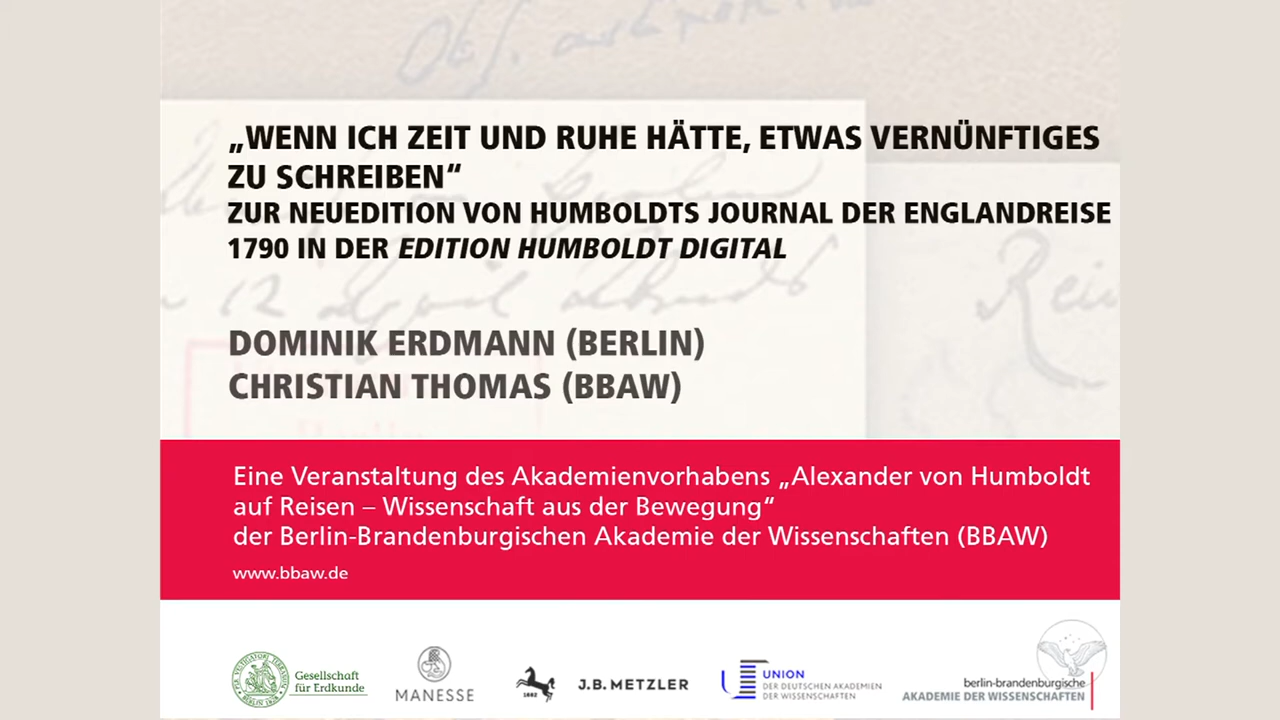 „WENN ICH ZEIT UND RUHE HÄTTE, ETWAS VERNÜNFTIGES
ZU SCHREIBEN“
ZUR NEUEDITION VON HUMBOLDTS JOURNAL DER ENGLANDREISE
1790 IN DER EDITION HUMBOLDT DIGITAL
DOMINIK ERDMANN (BERLIN)
CHRISTIAN THOMAS (BBAW)
Eine Veranstaltung des Akademienvorhabens „Alexander von Humboldt
auf Reisen – Wissenschaft aus der Bewegung“
der Berlin-Brandenburgischen Akademie der Wissenschaften (BBAW)
www.bbaw.de
Gesellschaft
für Erdkunde
MANESSE
1682
J.B.METZLER
UNION
DER DEUTSCHEN AKADEMIEN
DER WISSENSCHAFTEN
berlin-brandenburgische
AKADEMIE DER WISSENSCHAFTEN